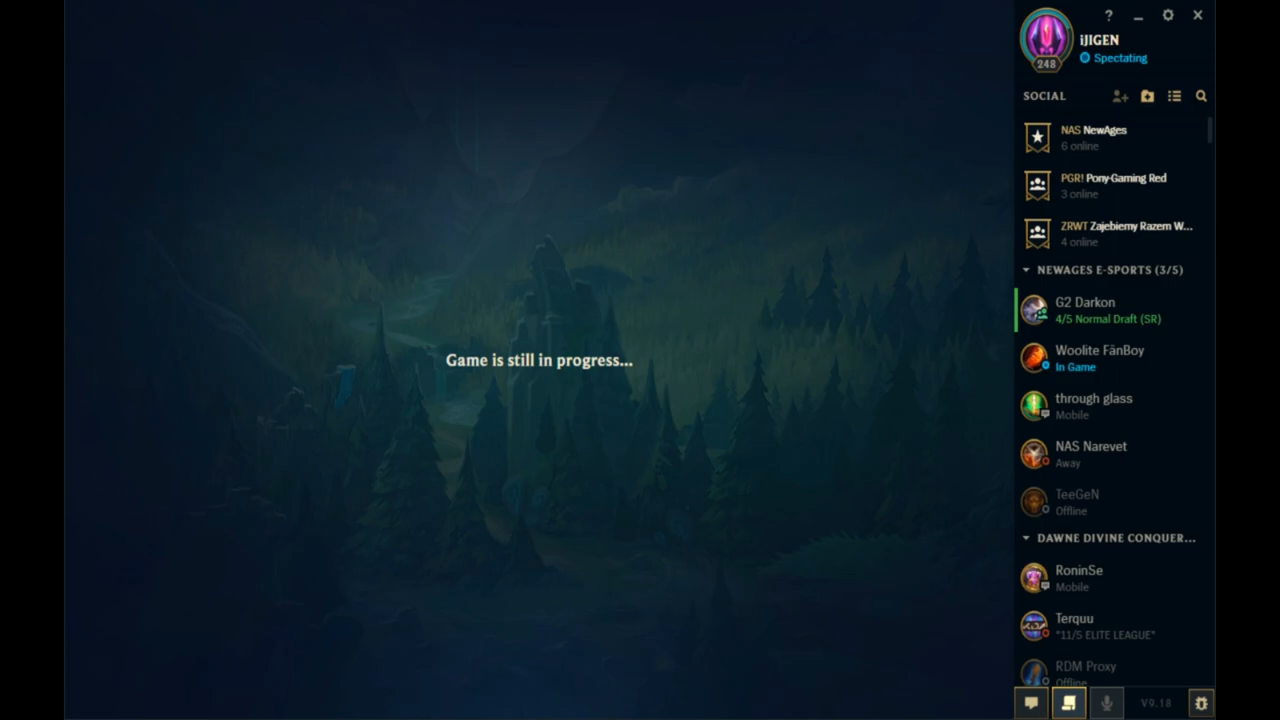 ?
iJIGEN
248
Spectating
SOCIAL
NAS NewAges
6 online
PGR! Pony-Gaming Red
3 online
ZRWT Zajebiemy Razem W...
4 online
NEWAGES E-SPORTS (3/5)
G2 Darkon
4/5 Normal Draft (SR)
Woolite FänBoy
In Game
Game is still in progress...
through glass
Mobile
NAS Narevet
Away
TeeGeN
Offline
DAWNE DIVINE CONQUER...
RoninSe
Mobile
Terquu
"11/5 ELITE LEAGUE"
RDM Proxy
Offline
V9.18